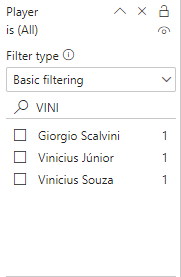 Player
is (All)
Filter type
Basic filtering
VINI
Giorgio Scalvini 1
Vinicius Júnior 1
Vinicius Souza 1